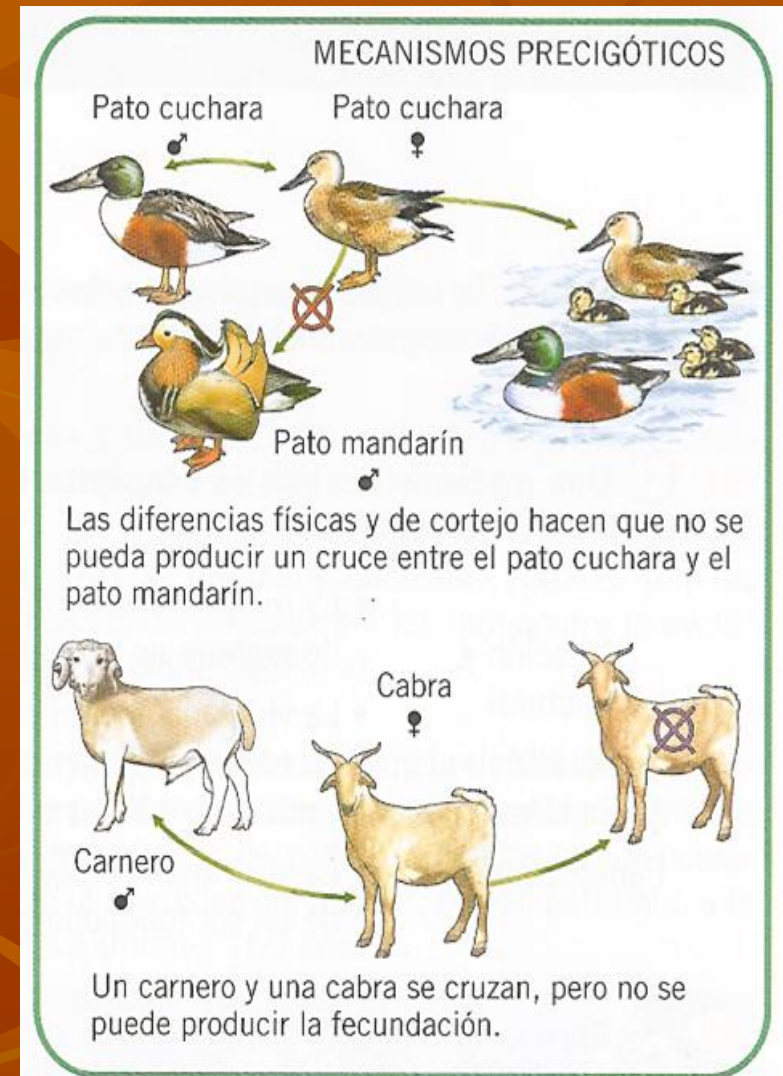 MECANISMOS PRECIGÓTICOS
Pato cuchara
♂
Pato cuchara
♀
Pato mandarín
♂
Las diferencias físicas y de cortejo hacen que no se
pueda producir un cruce entre el pato cuchara y el
pato mandarín.
Cabra
♀
Carnero
♂
Un carnero y una cabra se cruzan, pero no se
puede producir la fecundación.